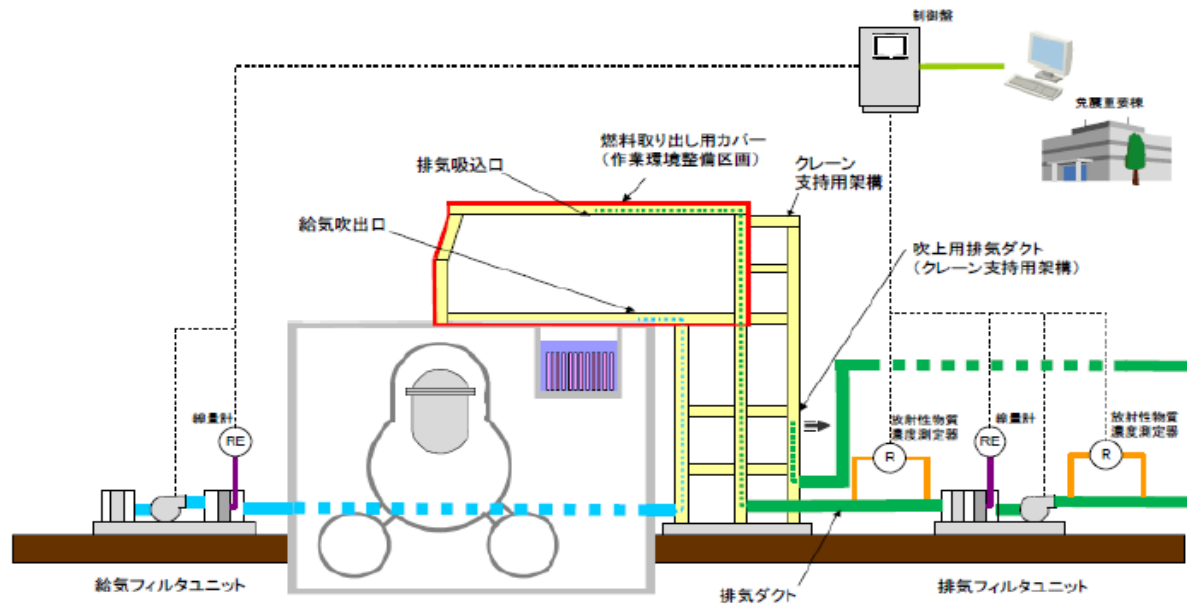 制御盤
免震重要棟
燃料取り出し用カバー
（作業環境整備区画）
排気吸込口
クレーン
支持用架構
給気吹出口
吹上用排気ダクト
（クレーン支持用架構）
線量計
RE
放射性物質
濃度測定器
R
線量計
RE
放射性物質
濃度測定器
R
給気フィルタユニット
排気ダクト
排気フィルタユニット